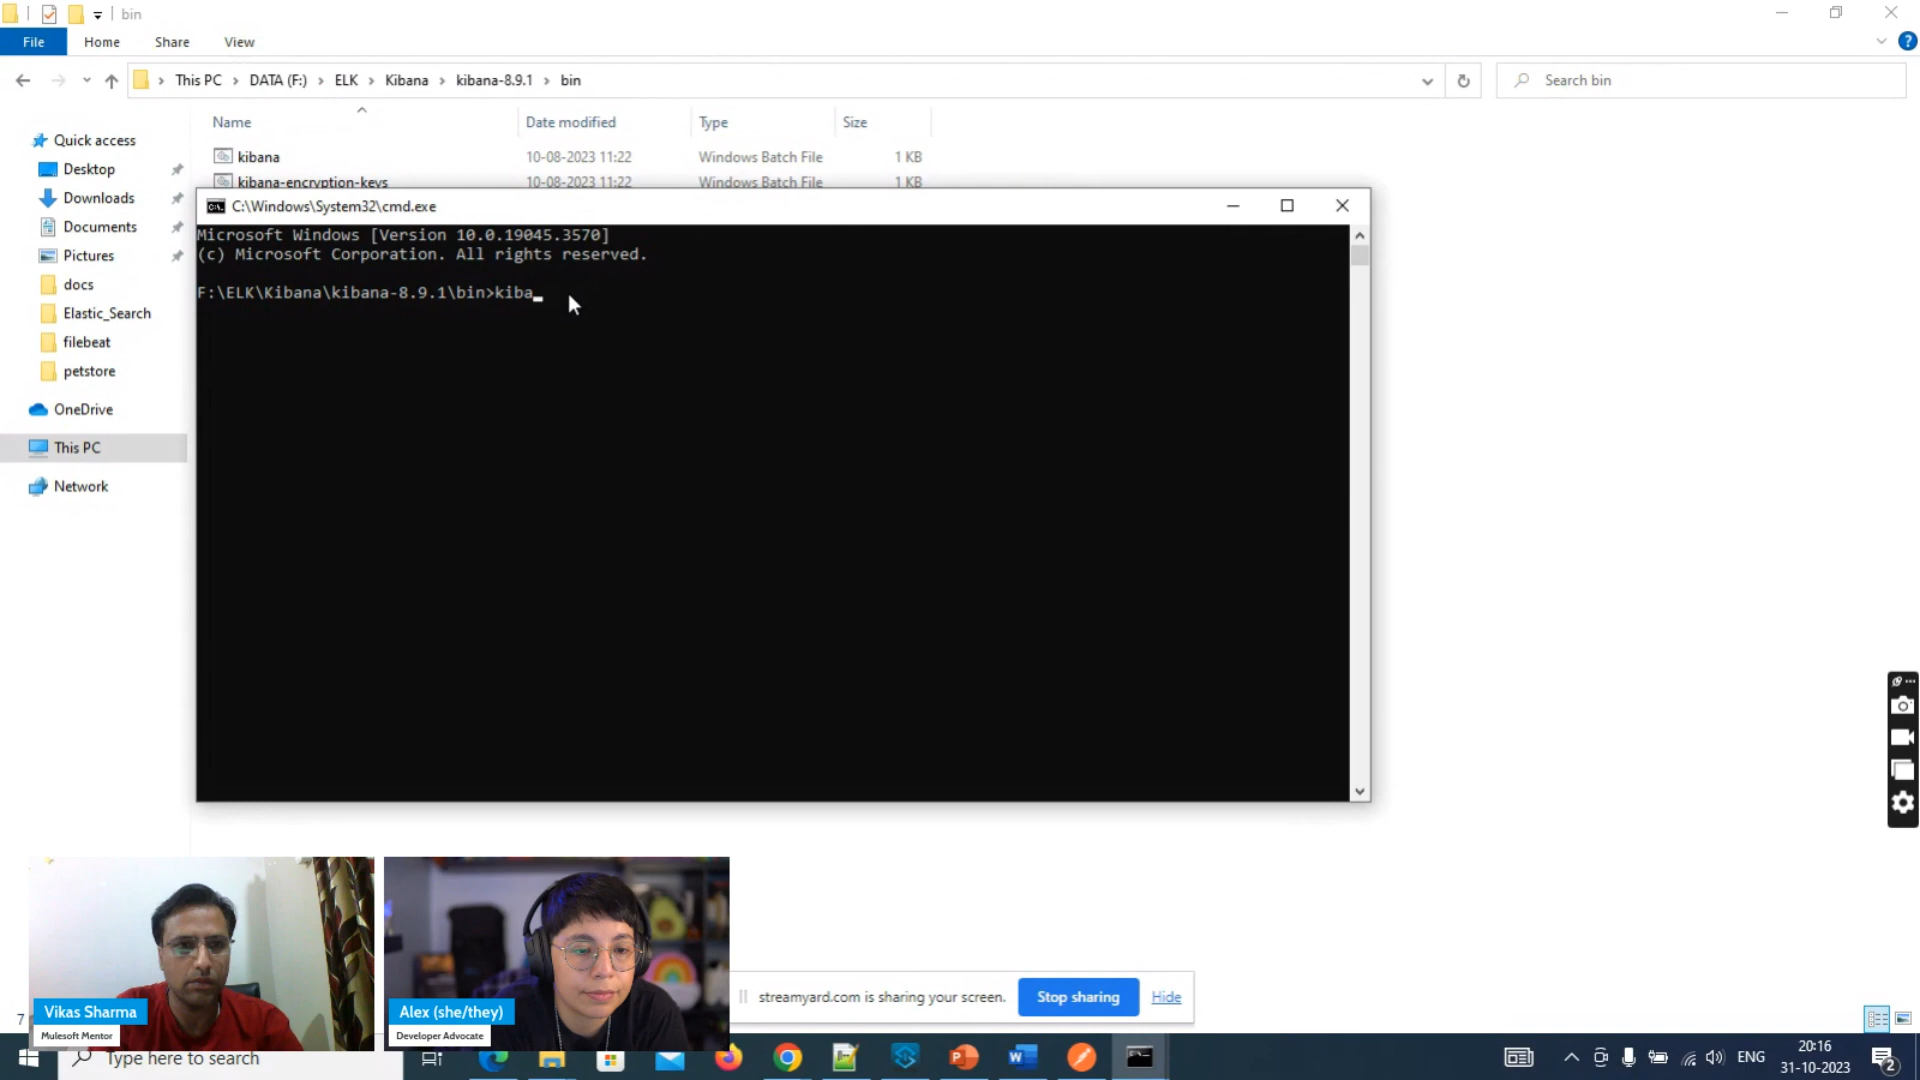 bin
File Home Share View
This PC DATA (F:) ELK Kibana kibana-8.9.1 bin
Search bin
Name Date modified Type Size
Quick access
Desktop
Downloads
Documents
Pictures
docs
Elastic_Search
filebeat
petstore
OneDrive
This PC
Network
kibana 10-08-2023 11:22 Windows Batch File 1 KB
kibana-encryption-keys 10-08-2023 11:22 Windows Batch File 1 KB
C:\Windows\System32\cmd.exe
Microsoft Windows [Version 10.0.19045.3570]
(c) Microsoft Corporation. All rights reserved.
F:\ELK\Kibana\kibana-8.9.1\bin>kiba
Vikas Sharma
Mulesoft Mentor
Alex (she/they)
Developer Advocate
streamyard.com is sharing your screen. Stop sharing Hide
7
Type here to search
ENG
20:16
31-10-2023
2